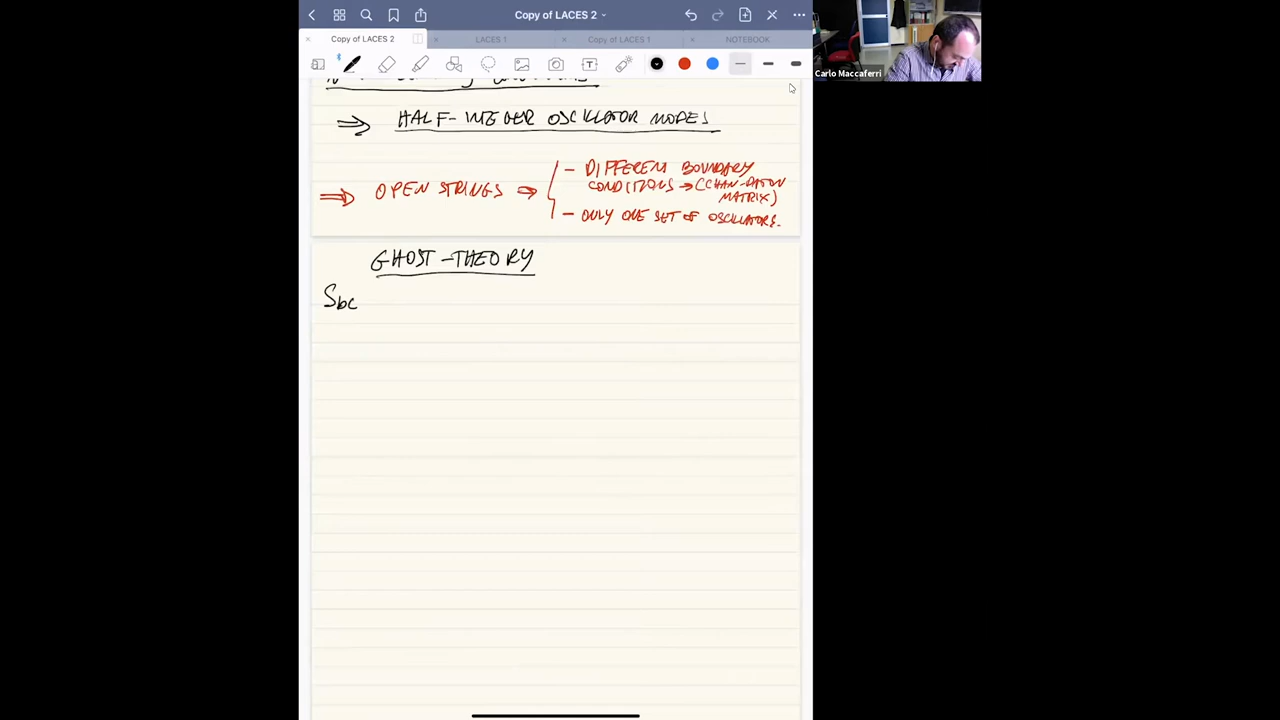 Copy of LACES 2
Copy of LACES 2
LACES 1
Copy of LACES 1
NOTEBOOK
Carlo Maccaferri
⇒ HALF-INTEGER OSCILLATOR MODES
⇒ OPEN STRINGS ⇒
- DIFFERENT BOUNDARY
CONDITIONS → (CHAN-PATON
MATRIX)
- ONLY ONE SET OF OSCILLATORS.
GHOST-THEORY
Sbc